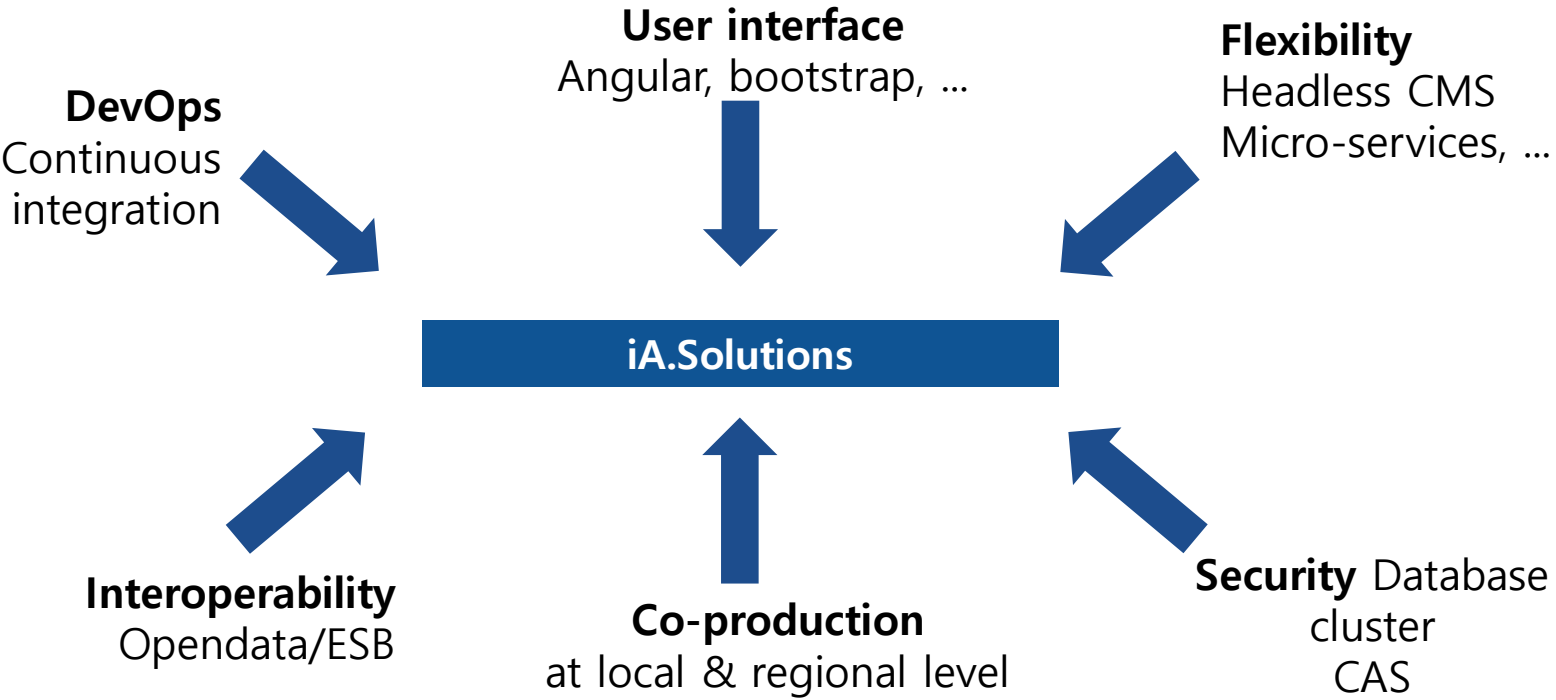 User interface
Angular, bootstrap, ...
Flexibility
Headless CMS
Micro-services, ...
DevOps
Continuous
integration
iA.Solutions
Interoperability
Opendata/ESB
Co-production
at local & regional level
Security Database
cluster
CAS